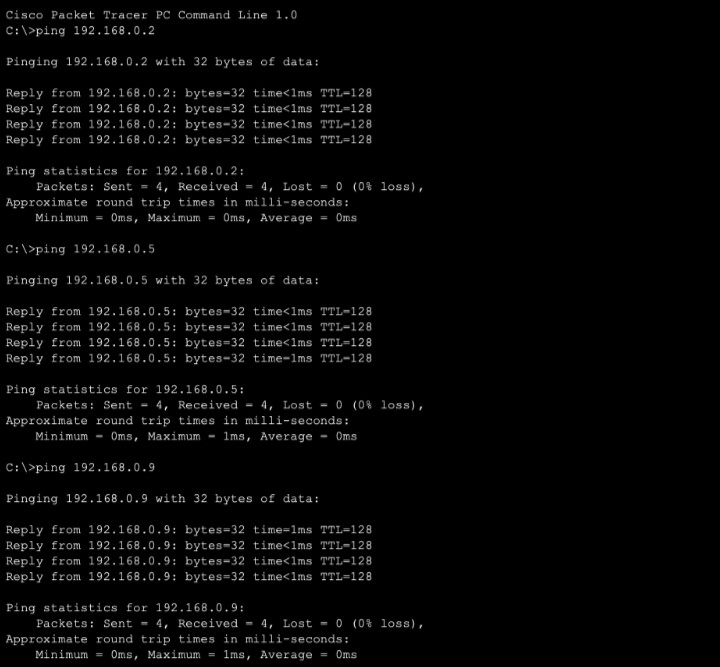 Cisco Packet Tracer PC Command Line 1.0
C:\>ping 192.168.0.2
Pinging 192.168.0.2 with 32 bytes of data:
Reply from 192.168.0.2: bytes=32 time<1ms TTL=128
Reply from 192.168.0.2: bytes=32 time<1ms TTL=128
Reply from 192.168.0.2: bytes=32 time<1ms TTL=128
Reply from 192.168.0.2: bytes=32 time<1ms TTL=128
Ping statistics for 192.168.0.2:
Packets: Sent = 4, Received = 4, Lost = 0 (0% loss),
Approximate round trip times in milli-seconds:
Minimum = 0ms, Maximum = 0ms, Average = 0ms
C:\>ping 192.168.0.5
Pinging 192.168.0.5 with 32 bytes of data:
Reply from 192.168.0.5: bytes=32 time<1ms TTL=128
Reply from 192.168.0.5: bytes=32 time<1ms TTL=128
Reply from 192.168.0.5: bytes=32 time<1ms TTL=128
Reply from 192.168.0.5: bytes=32 time=1ms TTL=128
Ping statistics for 192.168.0.5:
Packets: Sent = 4, Received = 4, Lost = 0 (0% loss),
Approximate round trip times in milli-seconds:
Minimum = 0ms, Maximum = 1ms, Average = 0ms
C:\>ping 192.168.0.9
Pinging 192.168.0.9 with 32 bytes of data:
Reply from 192.168.0.9: bytes=32 time=1ms TTL=128
Reply from 192.168.0.9: bytes=32 time<1ms TTL=128
Reply from 192.168.0.9: bytes=32 time<1ms TTL=128
Reply from 192.168.0.9: bytes=32 time<1ms TTL=128
Ping statistics for 192.168.0.9:
Packets: Sent = 4, Received = 4, Lost = 0 (0% loss),
Approximate round trip times in milli-seconds:
Minimum = 0ms, Maximum = 1ms, Average = 0ms